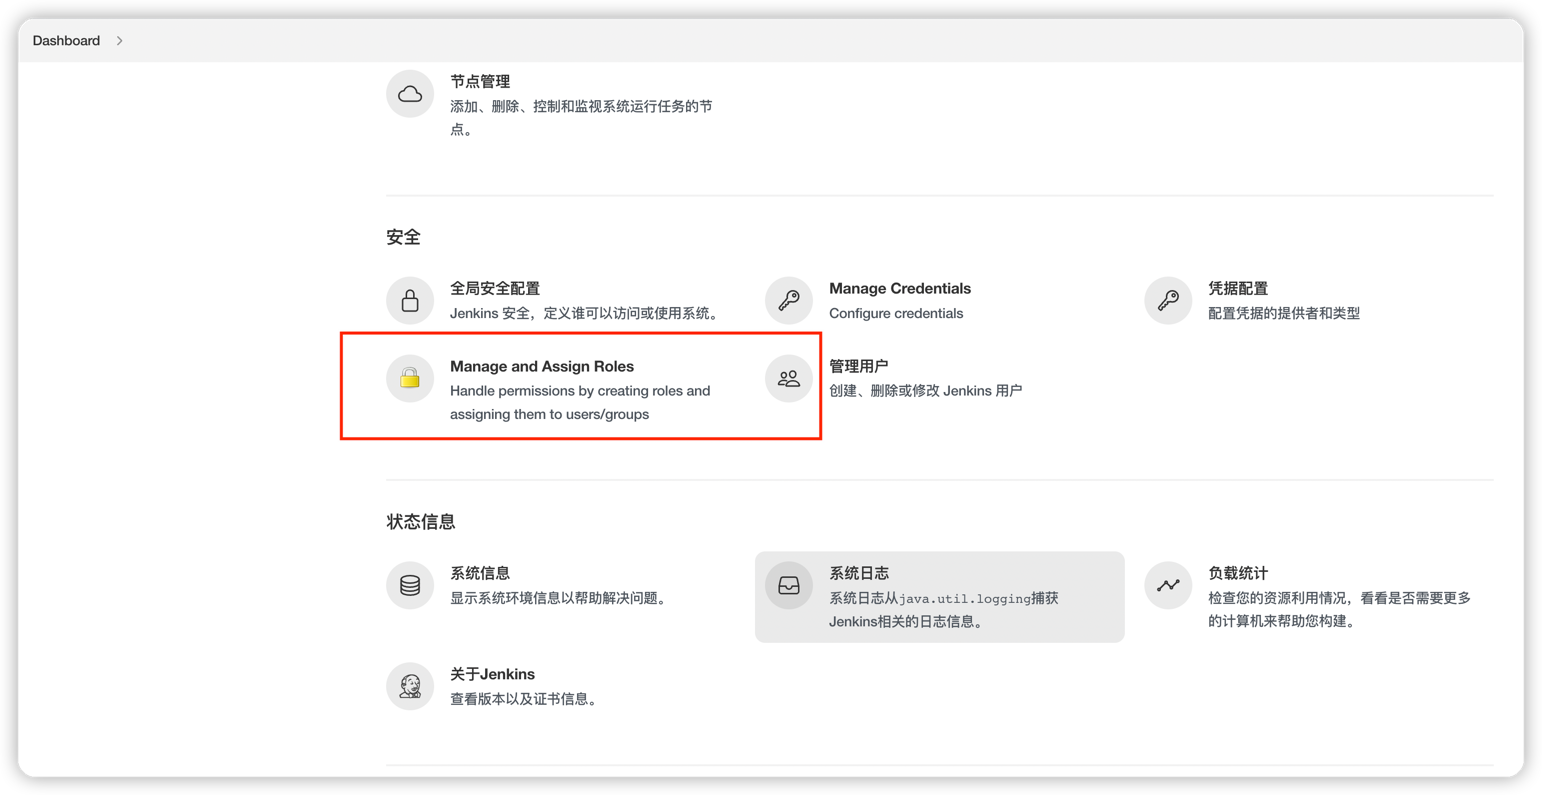 Dashboard
节点管理
添加、删除、控制和监视系统运行任务的节
点。
安全
全局安全配置
Jenkins 安全，定义谁可以访问或使用系统。
Manage Credentials
Configure credentials
凭据配置
配置凭据的提供者和类型
Manage and Assign Roles
Handle permissions by creating roles and
assigning them to users/groups
管理用户
创建、删除或修改 Jenkins 用户
状态信息
系统信息
显示系统环境信息以帮助解决问题。
系统日志
系统日志从java.util.logging捕获
Jenkins相关的日志信息。
负载统计
检查您的资源利用情况，看看是否需要更多
的计算机来帮助您构建。
关于Jenkins
查看版本以及证书信息。